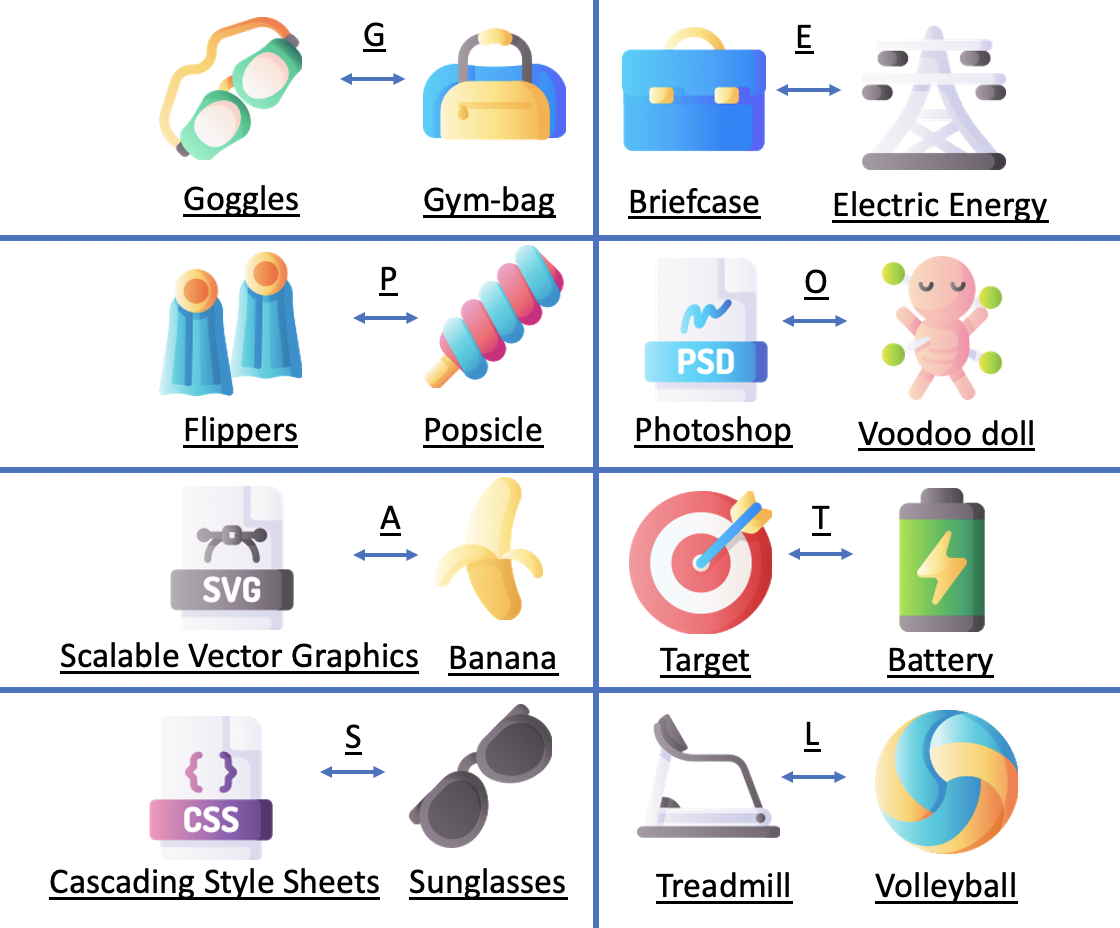 G
Goggles
Gym-bag
E
Briefcase
Electric Energy
P
Flippers
Popsicle
O
PSD
Photoshop
Voodoo doll
A
SVG
Scalable Vector Graphics
Banana
T
Target
Battery
S
CSS
Cascading Style Sheets
Sunglasses
L
Treadmill
Volleyball